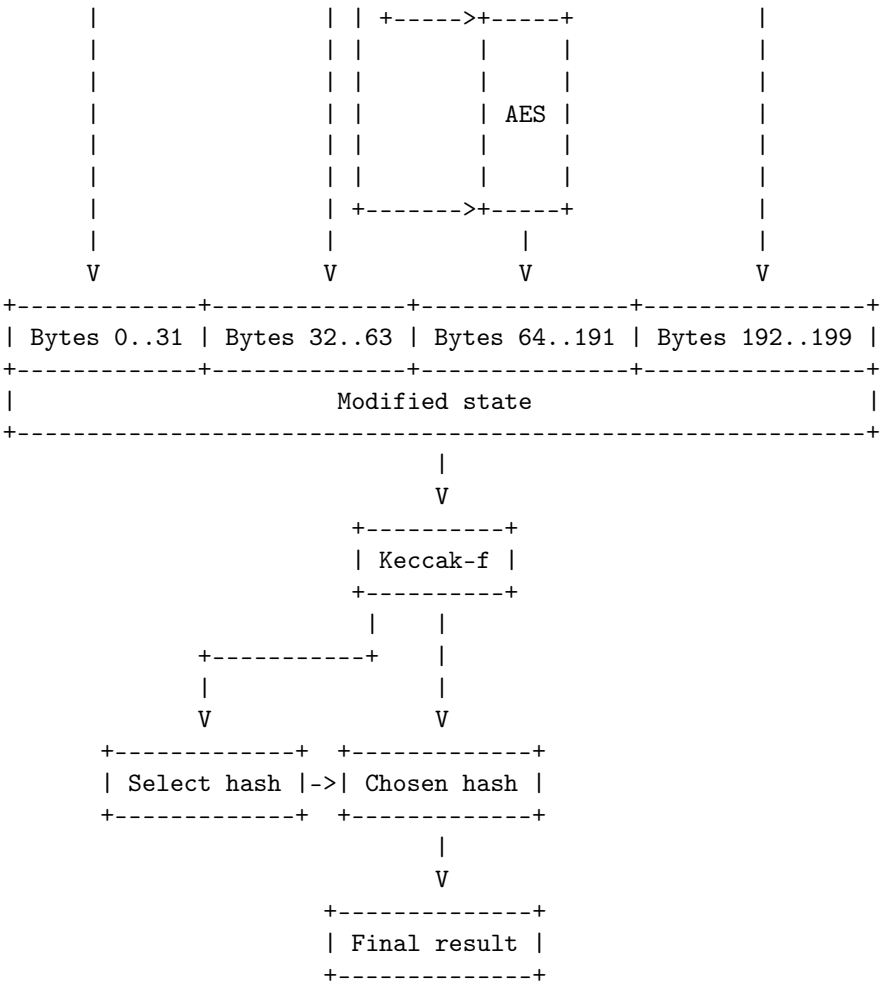 AES
V V V V
Bytes 0..31 | Bytes 32..63 | Bytes 64..191 | Bytes 192..199
Modified state
V
Keccak-f
V V
Select hash |->| Chosen hash
V
Final result